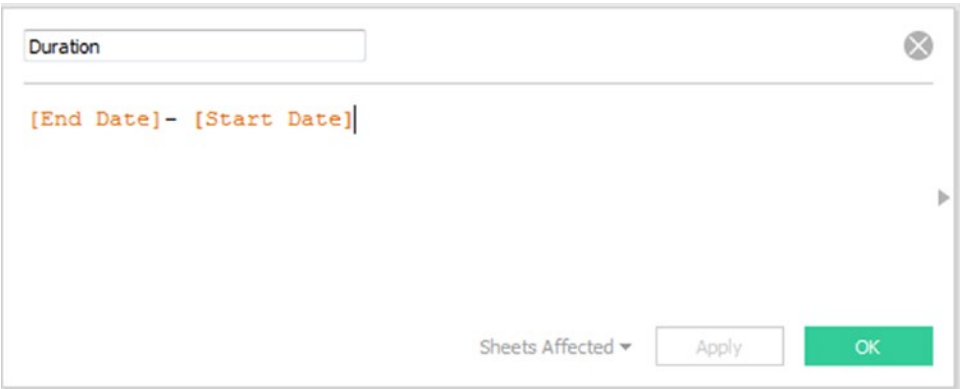 Duration
[End Date]- [Start Date]
Sheets Affected
Apply
OK